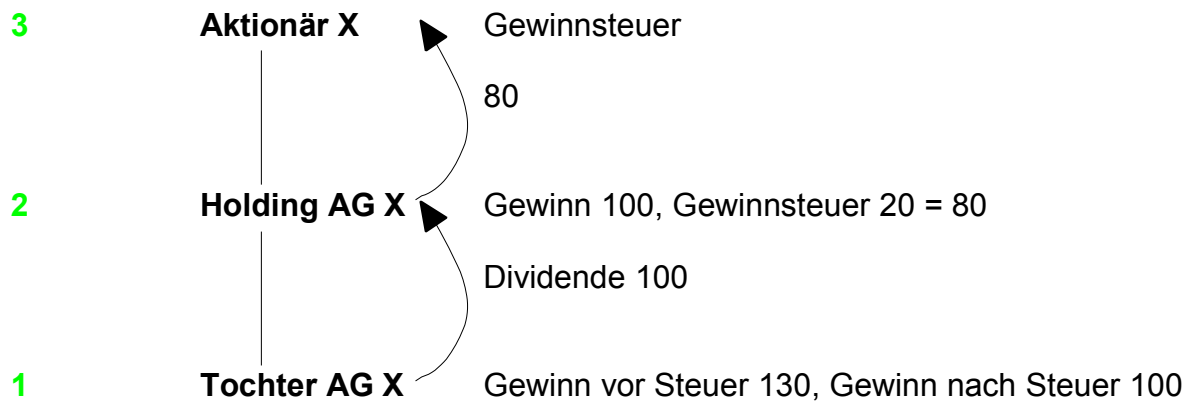 3 Aktionär X Gewinnsteuer
80
2 Holding AG X Gewinn 100, Gewinnsteuer 20 = 80
Dividende 100
1 Tochter AG X Gewinn vor Steuer 130, Gewinn nach Steuer 100